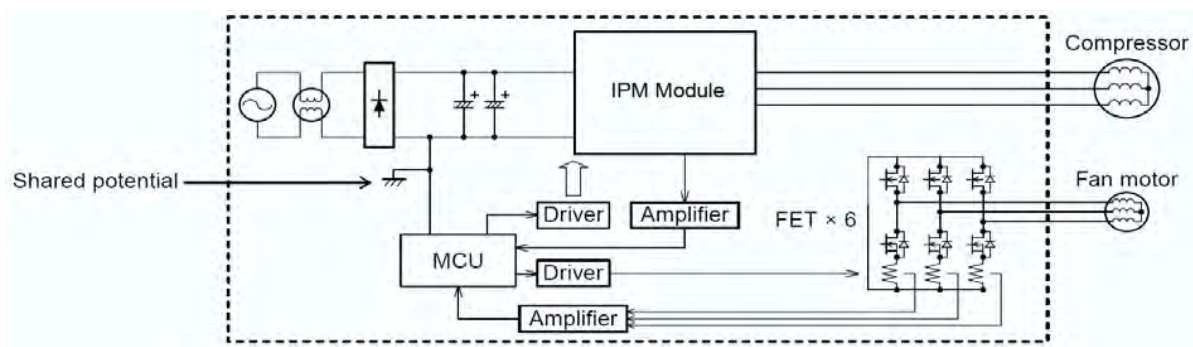 Compressor
IPM Module
Shared potential
Fan motor
Driver
Amplifier
FET × 6
MCU
Driver
Amplifier
+
+